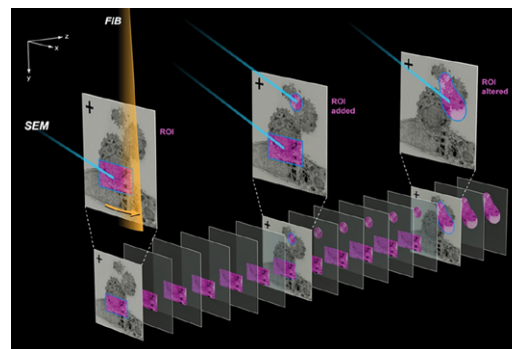 FIB
z
x
y
SEM
ROI
ROI
added
ROI
altered